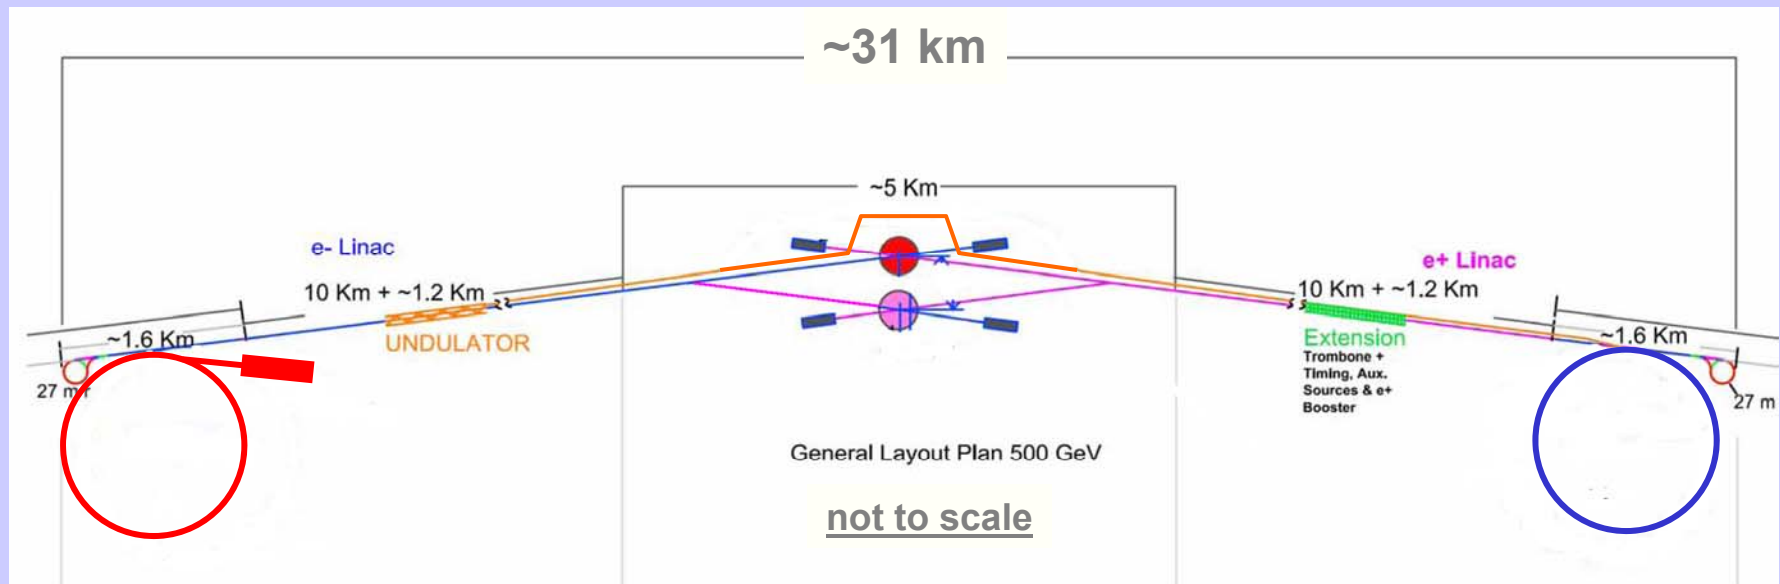 ~31 km
~5 Km
e- Linac
e+ Linac
10 Km + ~1.2 Km
10 Km + ~1.2 Km
~1.6 Km
UNDULATOR
Extension
Trombone +
Timing, Aux.
Sources & e+
Booster
~1.6 Km
27 m r
27 m
General Layout Plan 500 GeV
not to scale